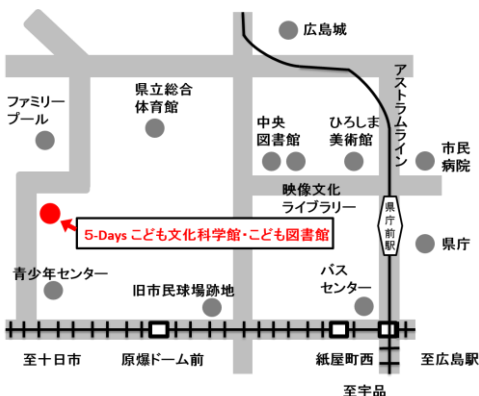 広島城
アストラムライン
ファミリー
プール
県立総合
体育館
中央
図書館
ひろしま
美術館
市民
病院
映像文化
ライブラリー
県庁前駅
5-Days こども文化科学館・こども図書館
県庁
青少年センター
旧市民球場跡地
バス
センター
至十日市
原爆ドーム前
紙屋町西
至広島駅
至宇品